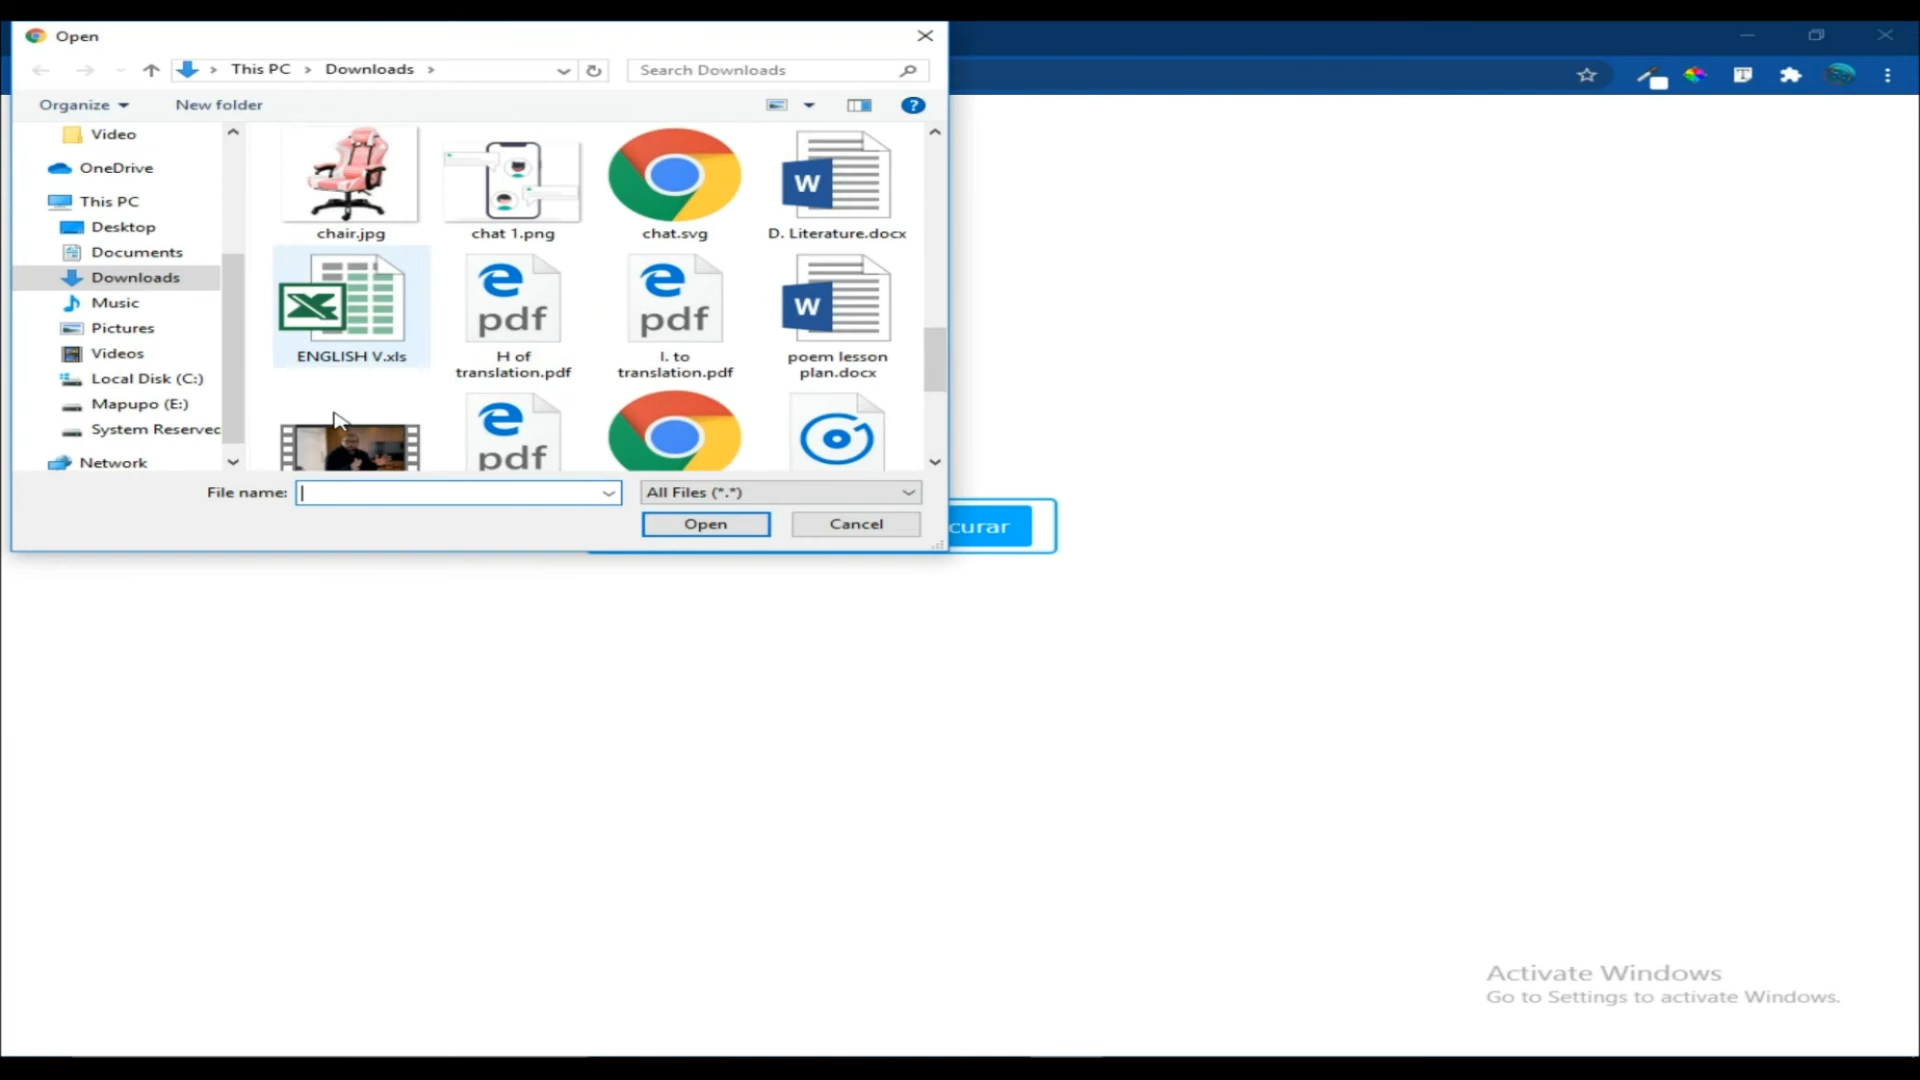 Open
This PC
Downloads
Search Downloads
Organize
New folder
?
Video
OneDrive
This PC
Desktop
Documents
Downloads
Music
Pictures
Videos
Local Disk (C:)
Mapupo (E:)
System Reserved
Network
chair.jpg
chat 1.png
chat.svg
W
D. Literature.docx
X
ENGLISH V.xls
e
pdf
H of
translation.pdf
e
pdf
I. to
translation.pdf
W
poem lesson
plan.docx
e
pdf
File name:
All Files (*.*)
Open
Cancel
curar
T
Activate Windows
Go to Settings to activate Windows.